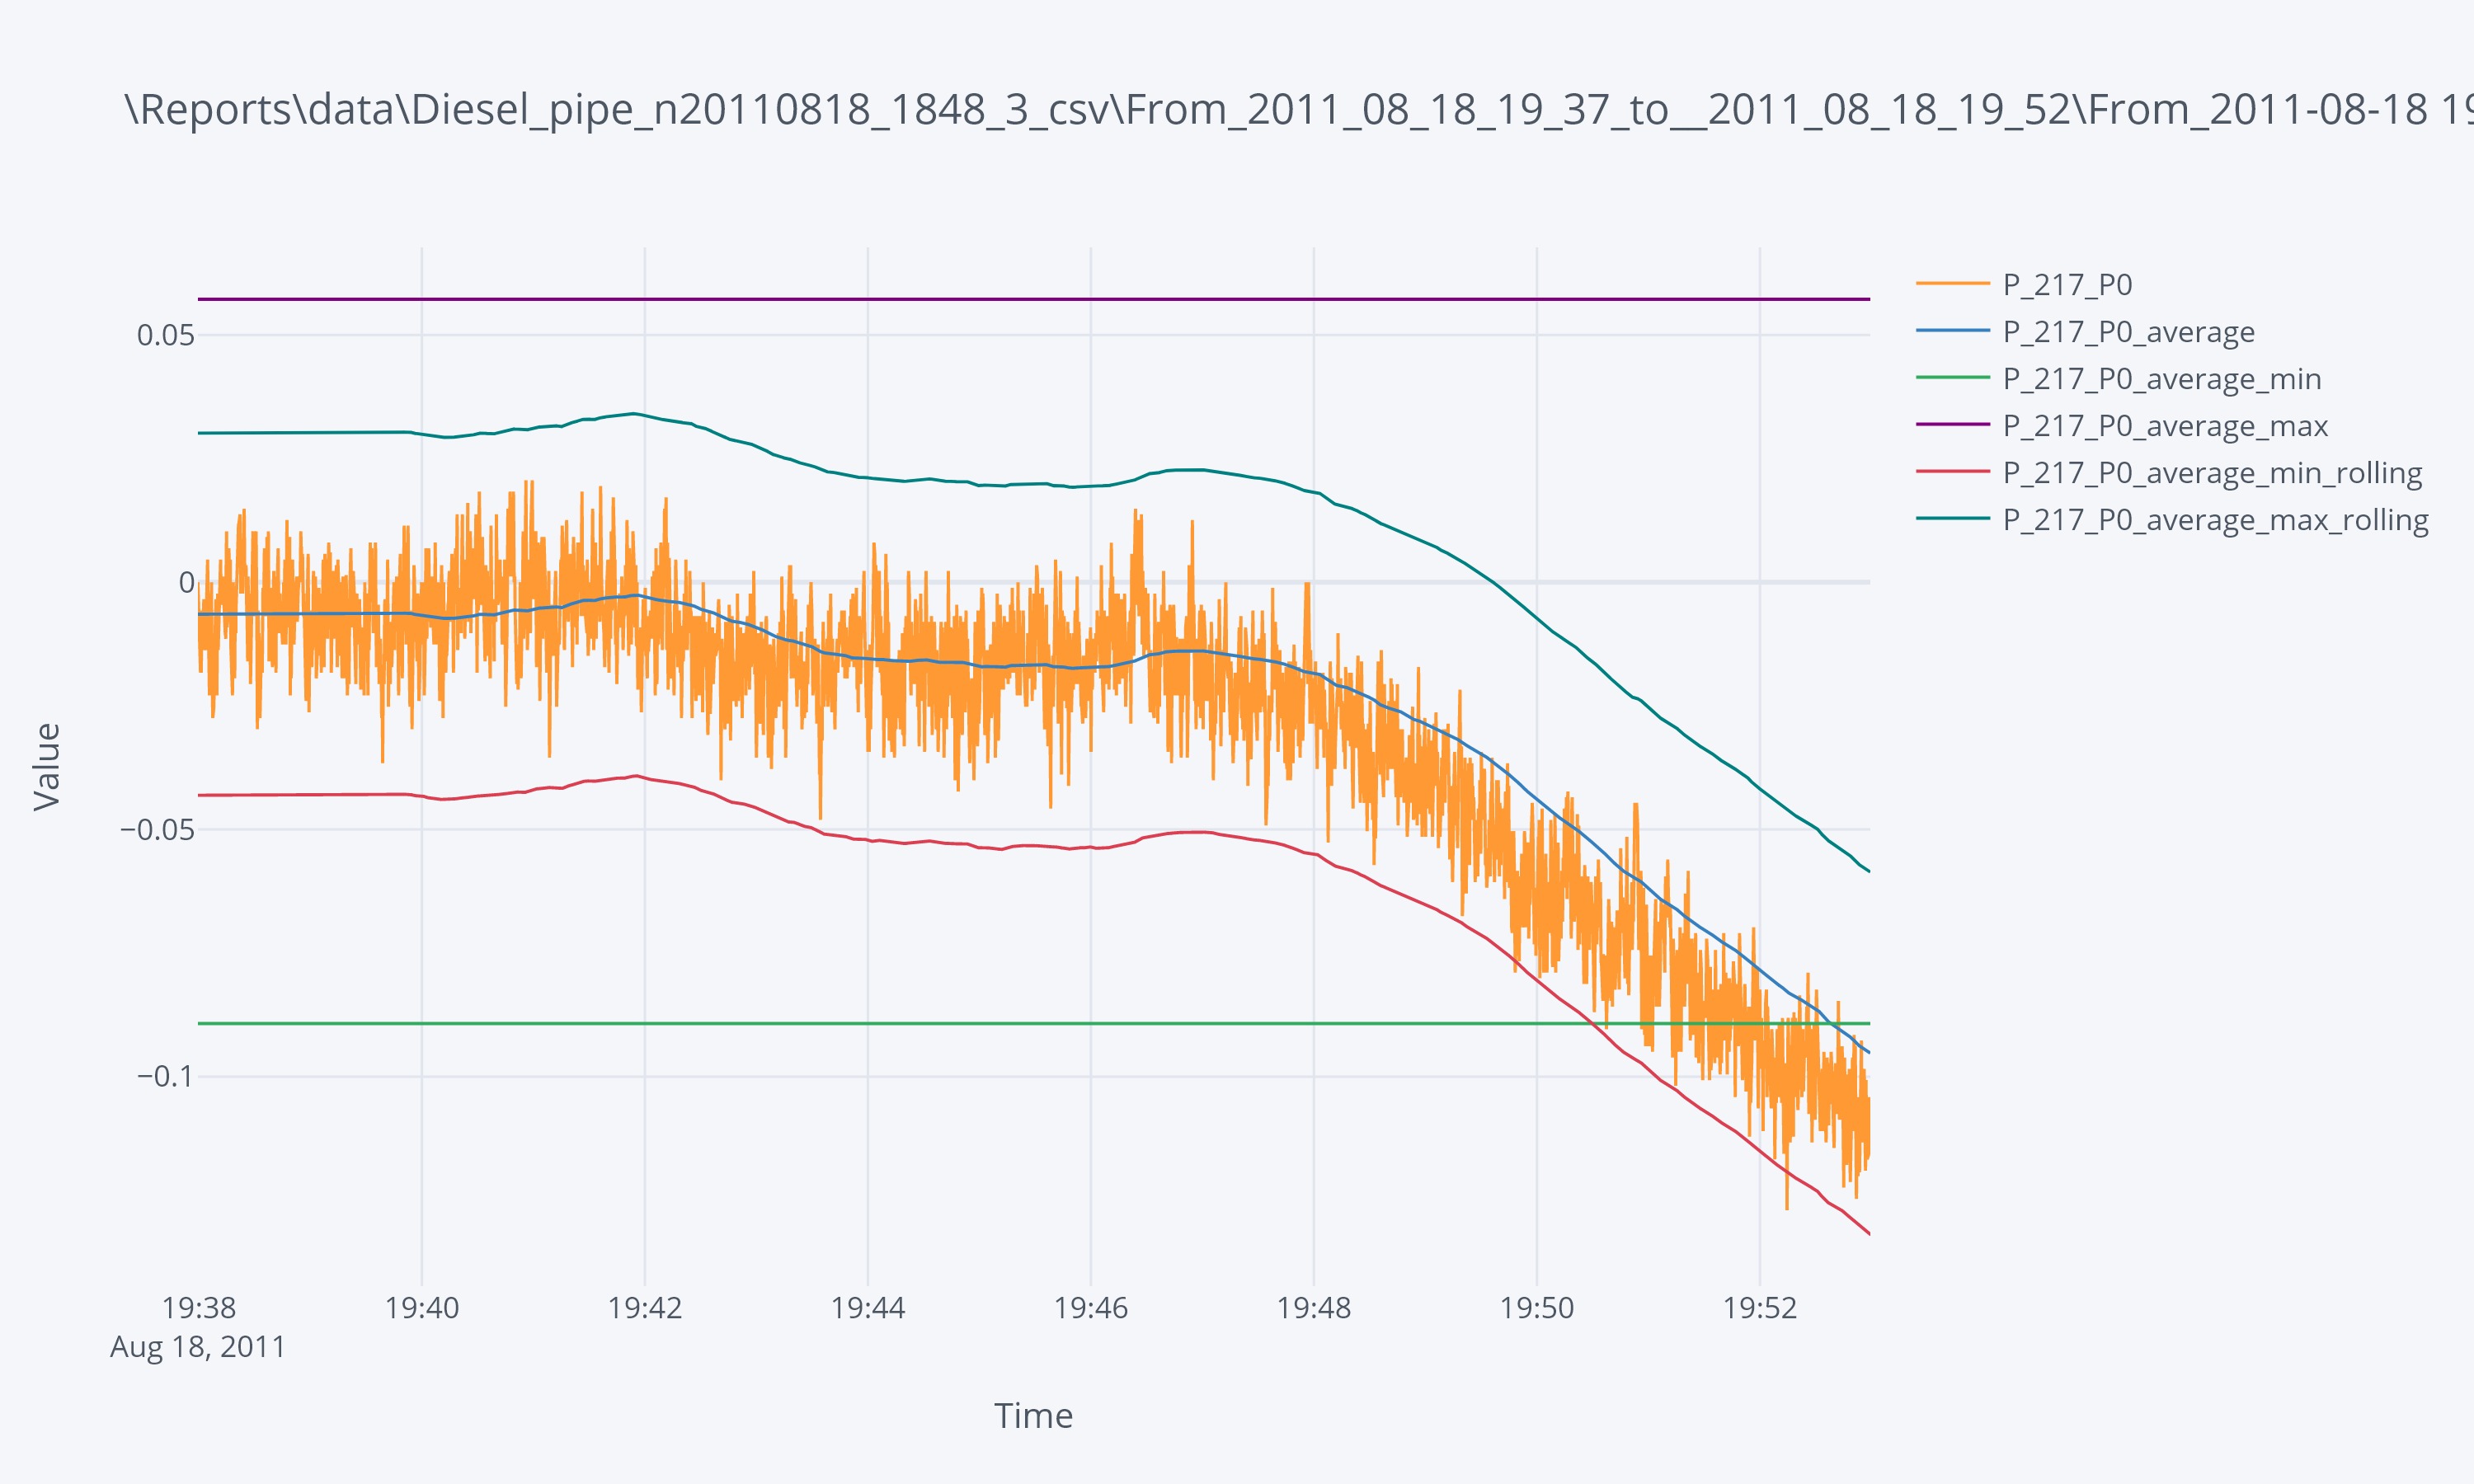 \Reports\data\Diesel_pipe_n20110818_1848_3_csv\From_2011_08_18_19_37_to__2011_08_18_19_52\From_2011-08-18 19
P_217_P0
P_217_P0_average
P_217_P0_average_min
P_217_P0_average_max
P_217_P0_average_min_rolling
P_217_P0_average_max_rolling
0.05
0
−0.05
−0.1
Value
19:38 19:40 19:42 19:44 19:46 19:48 19:50 19:52
Aug 18, 2011
Time